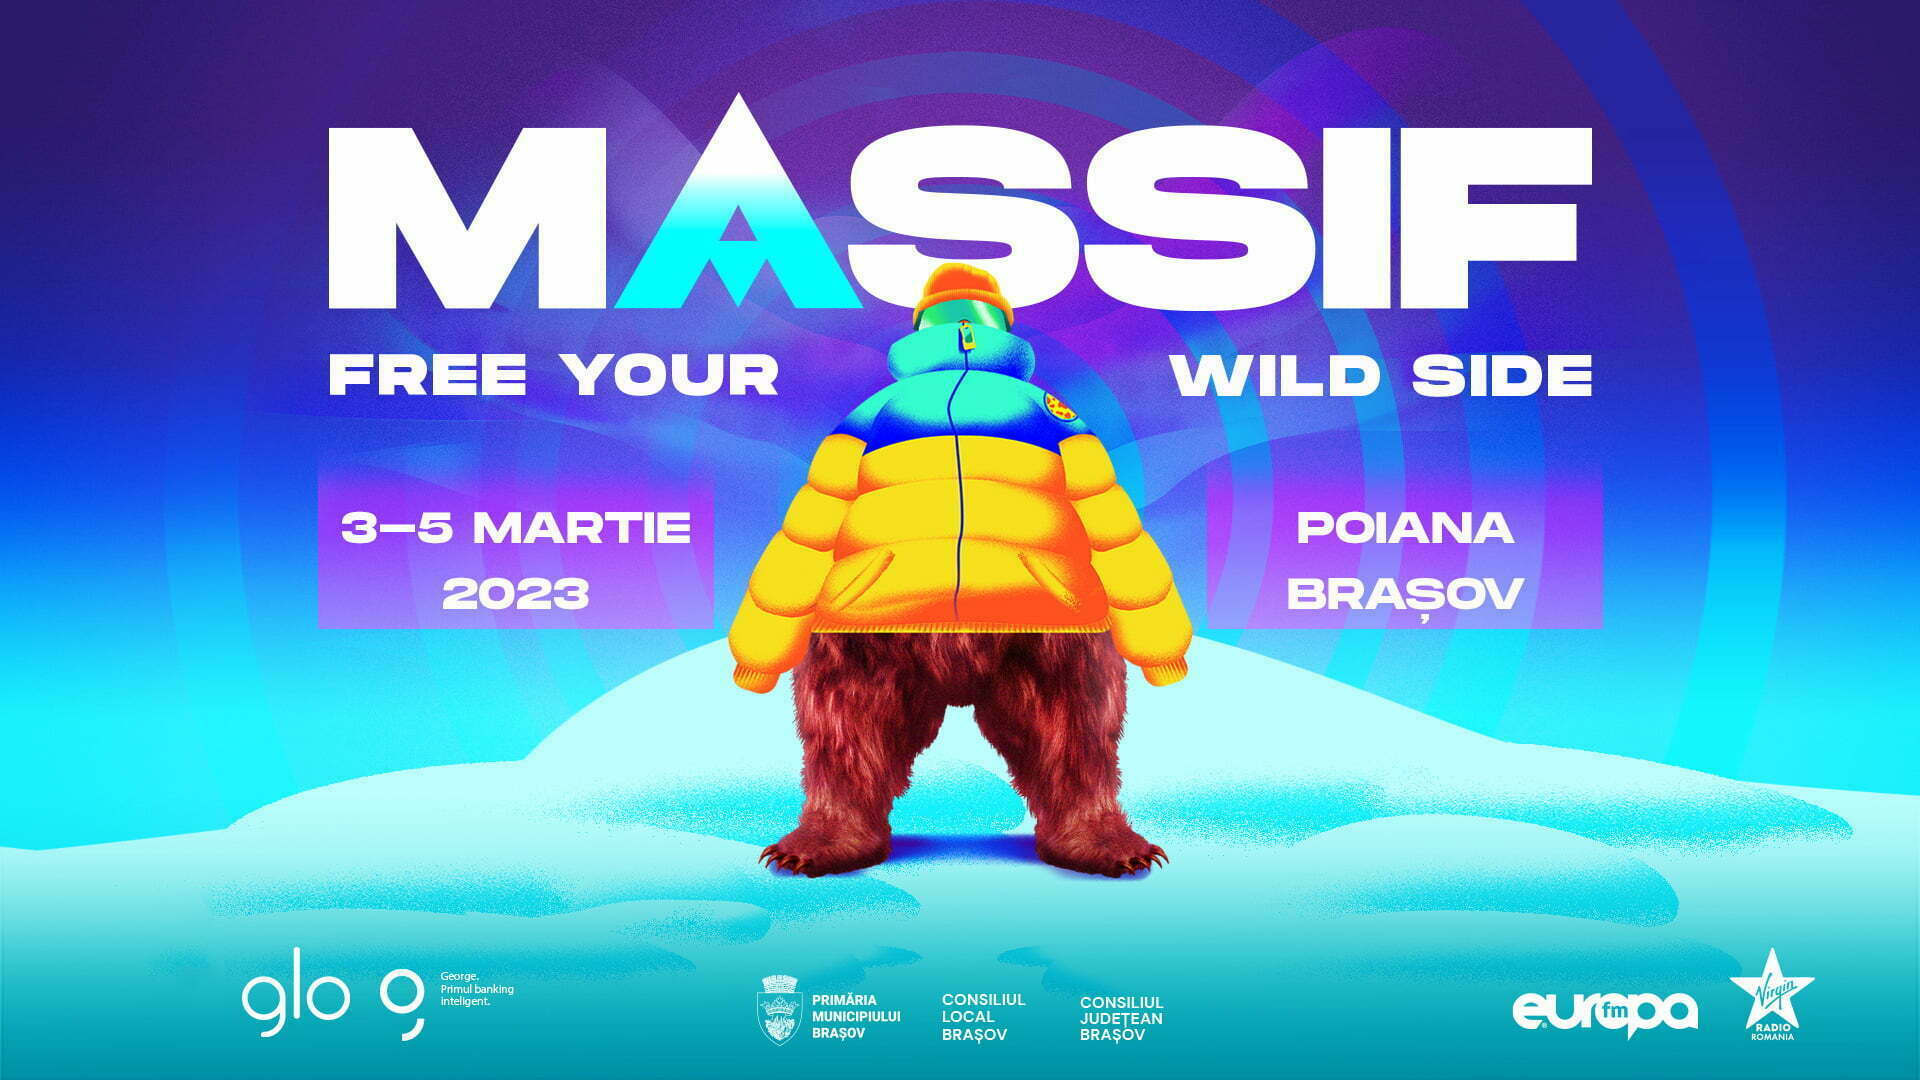 MASSIF
FREE YOUR WILD SIDE
3–5 MARTIE
2023
POIANA
BRAȘOV
glo
g
George.
Primul banking
inteligent.
PRIMĂRIA
MUNICIPIULUI
BRAȘOV
CONSILIUL
LOCAL
BRAȘOV
CONSILIUL
JUDEȚEAN
BRAȘOV
europa
fm
Virgin
RADIO
ROMANIA